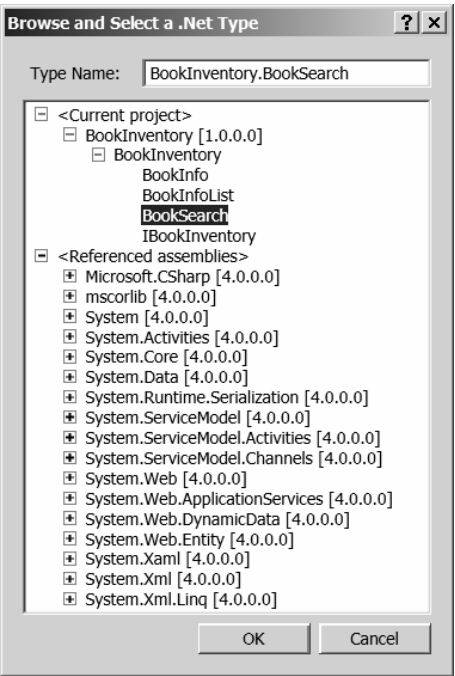 Browse and Select a .Net Type
Type Name: BookInventory.BookSearch
<Current project>
BookInventory [1.0.0.0]
BookInventory
BookInfo
BookInfoList
BookSearch
IBookInventory
<Referenced assemblies>
Microsoft.CSharp [4.0.0.0]
mscorlib [4.0.0.0]
System [4.0.0.0]
System.Activities [4.0.0.0]
System.Core [4.0.0.0]
System.Data [4.0.0.0]
System.Runtime.Serialization [4.0.0.0]
System.ServiceModel [4.0.0.0]
System.ServiceModel.Activities [4.0.0.0]
System.ServiceModel.Channels [4.0.0.0]
System.Web [4.0.0.0]
System.Web.ApplicationServices [4.0.0.0]
System.Web.DynamicData [4.0.0.0]
System.Web.Entity [4.0.0.0]
System.Xaml [4.0.0.0]
System.Xml [4.0.0.0]
System.Xml.Linq [4.0.0.0]
OK Cancel